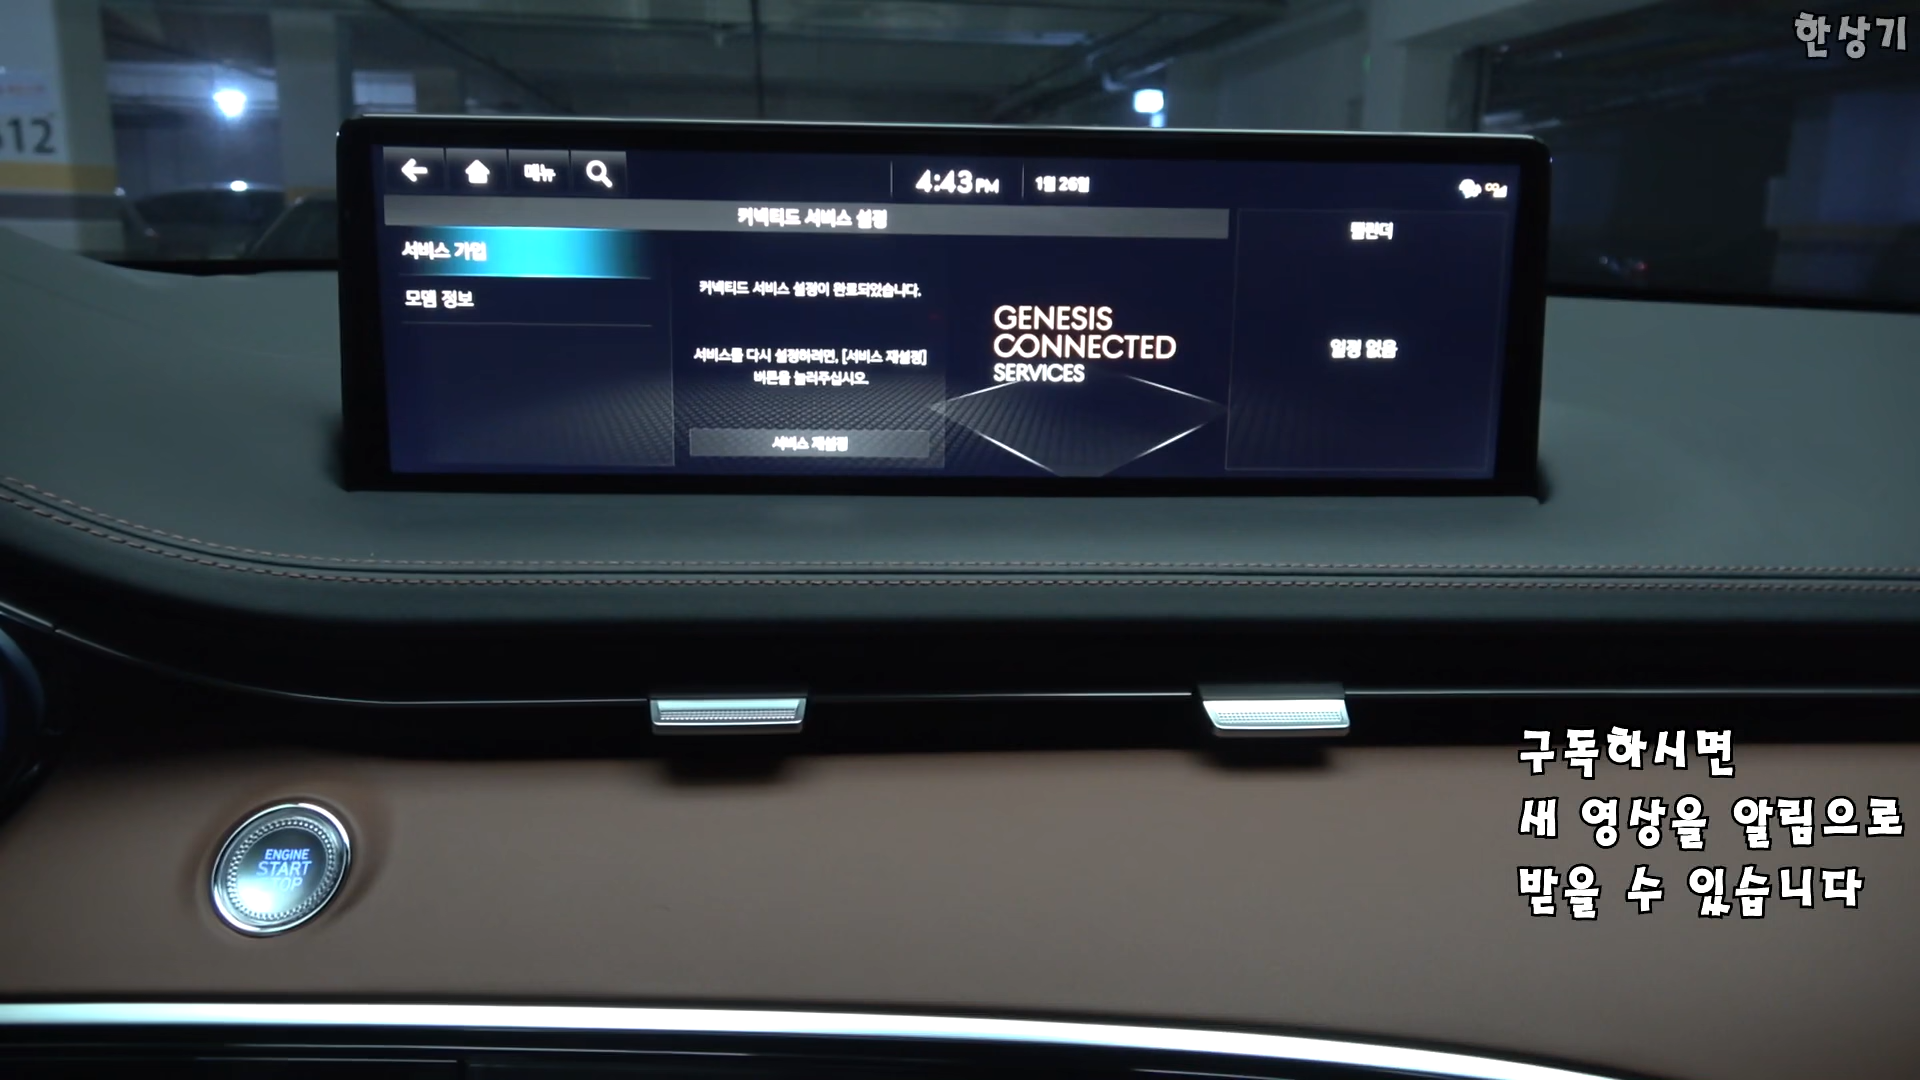 한상기
612
메뉴
4:43 PM
1월 26일
커넥티드 서비스 설정
캘린더
서비스 가입
모뎀 정보
커넥티드 서비스 설정이 완료되었습니다.
서비스를 다시 설정하려면, [서비스 재설정]
버튼을 눌러주십시오.
서비스 재설정
GENESIS
CONNECTED
SERVICES
일정 없음
ENGINE
START
STOP
구독하시면
새 영상을 알림으로
받을 수 있습니다